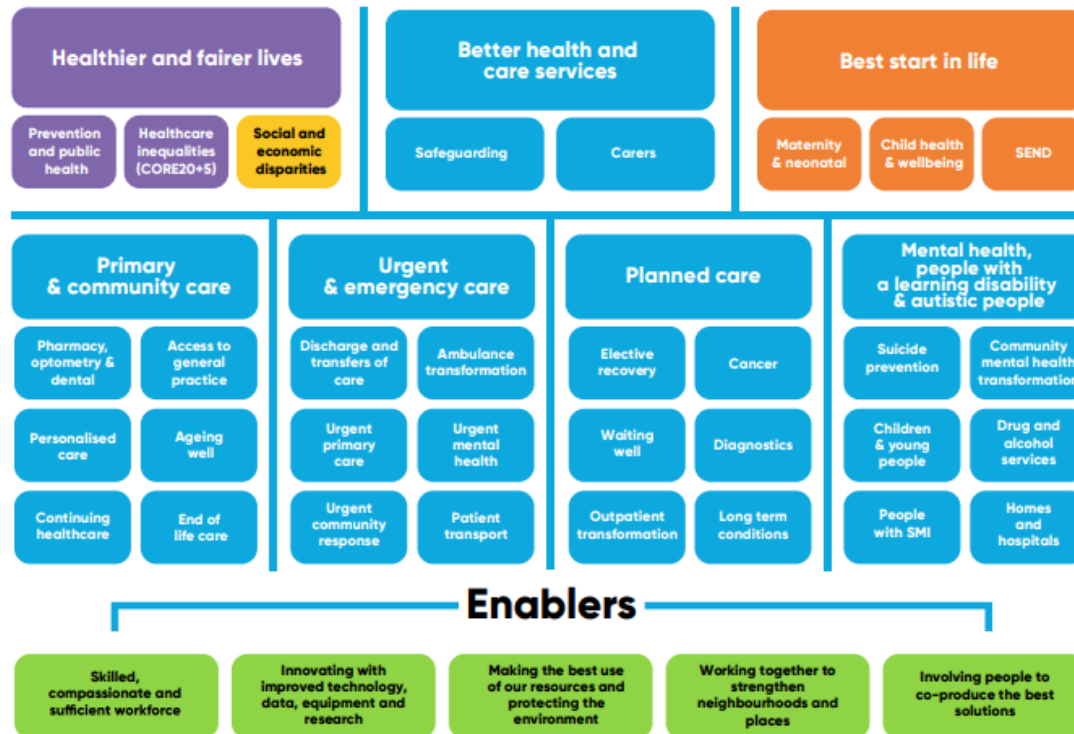 Healthier and fairer lives
Better health and
care services
Best start in life
Prevention
and public
health
Healthcare
inequalities
(CORE20+5)
Social and
economic
disparities
Safeguarding
Carers
Maternity
& neonatal
Child health
& wellbeing
SEND
Primary
& community care
Urgent
& emergency care
Planned care
Mental health,
people with
a learning disability
& autistic people
Pharmacy,
optometry &
dental
Access to
general
practice
Discharge and
transfers of
care
Ambulance
transformation
Elective
recovery
Cancer
Suicide
prevention
Community
mental health
transformation
Personalised
care
Ageing
well
Urgent
primary
care
Urgent
mental
health
Waiting
well
Diagnostics
Children
& young
people
Drug and
alcohol
services
Continuing
healthcare
End of
life care
Urgent
community
response
Patient
transport
Outpatient
transformation
Long term
conditions
People
with SMI
Homes
and
hospitals
Enablers
Skilled,
compassionate and
sufficient workforce
Innovating with
improved technology,
data, equipment and
research
Making the best use
of our resources and
protecting the
environment
Working together to
strengthen
neighbourhoods and
places
Involving people to
co-produce the best
solutions